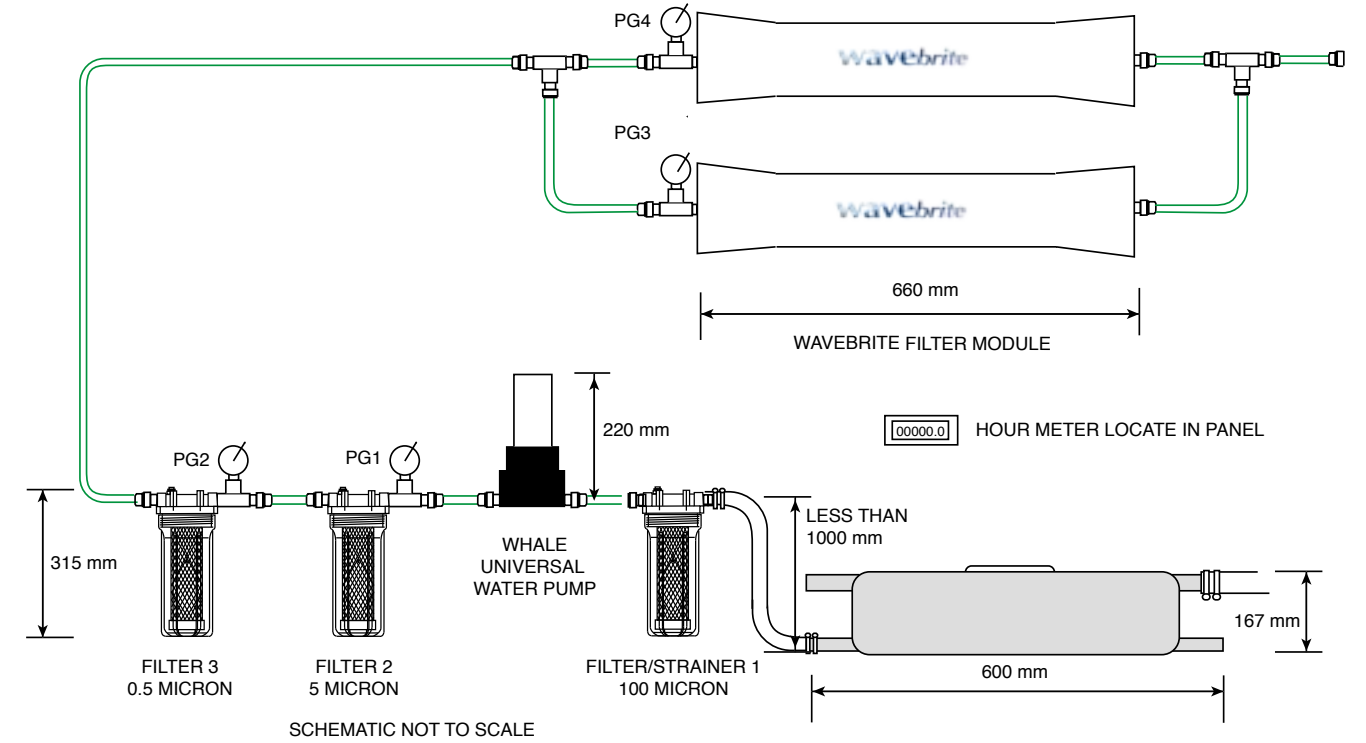 PG4
wavebrite
PG3
wavebrite
660 mm
WAVEBRITE FILTER MODULE
220 mm
00000.0
HOUR METER LOCATE IN PANEL
PG2
PG1
LESS THAN
1000 mm
WHALE
UNIVERSAL
WATER PUMP
315 mm
167 mm
FILTER 3
0.5 MICRON
FILTER 2
5 MICRON
FILTER/STRAINER 1
100 MICRON
600 mm
SCHEMATIC NOT TO SCALE